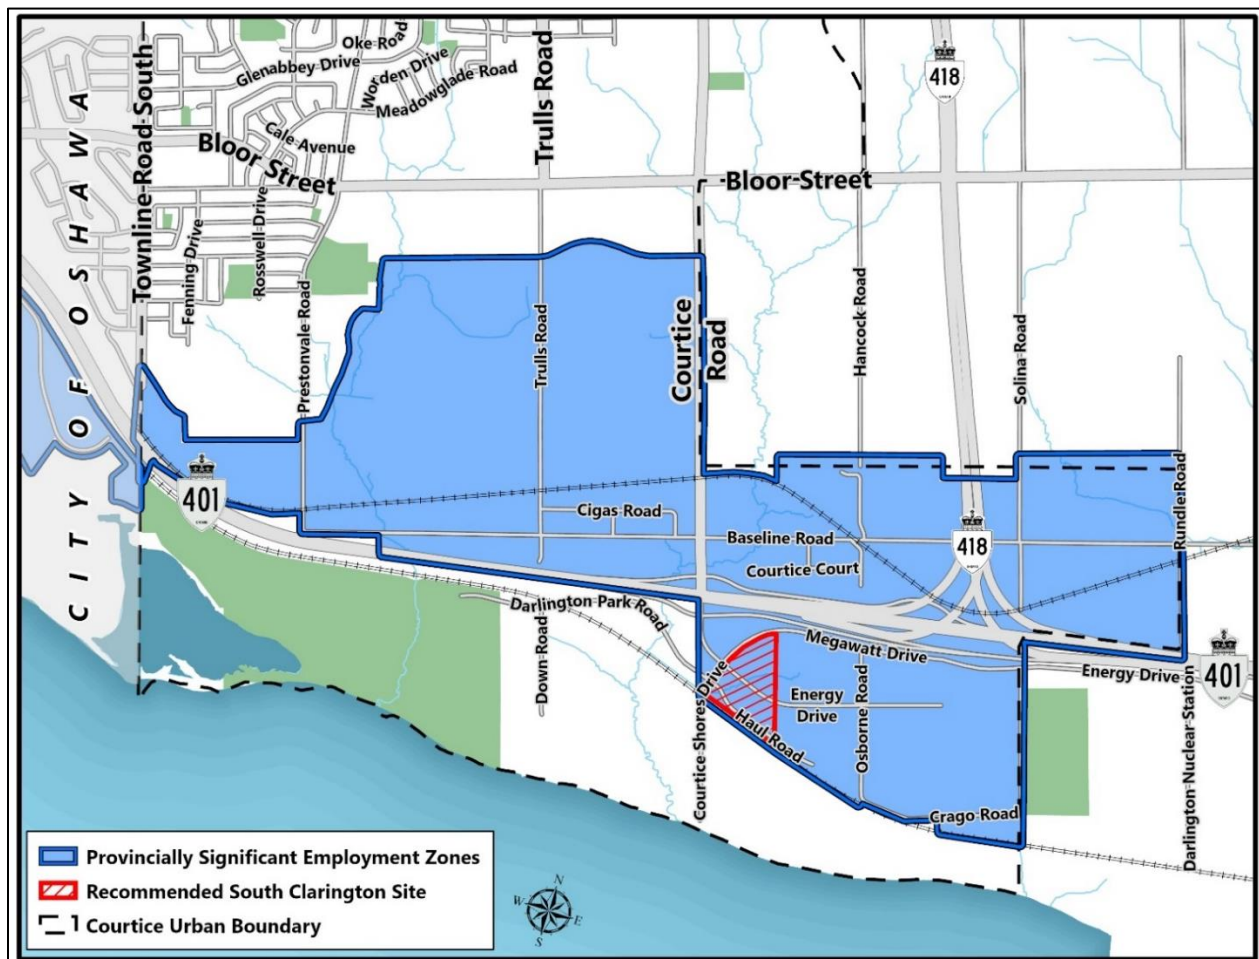 Oke Road
Glenabbey Drive
Worden Drive
Meadowglade Road
Cale Avenue
Trulls Road
Townline Road South
CITY OF OSHAWA
Bloor Street
Bloor Street
418
Fenning Drive
Rosswell Drive
Prestonvale Road
Trulls Road
Courtice
Road
Hancock Road
Solina Road
Rundle Road
401
Cigas Road
Baseline Road
Courtice Court
418
Darlington Park Road
Down Road
Courtice Shores Drive
Megawatt Drive
Energy
Drive
Haul Road
Osborne Road
Crago Road
Energy Drive
401
Darlington Nuclear Station
Provincially Significant Employment Zones
Recommended South Clarington Site
Courtice Urban Boundary
N
W
E
S